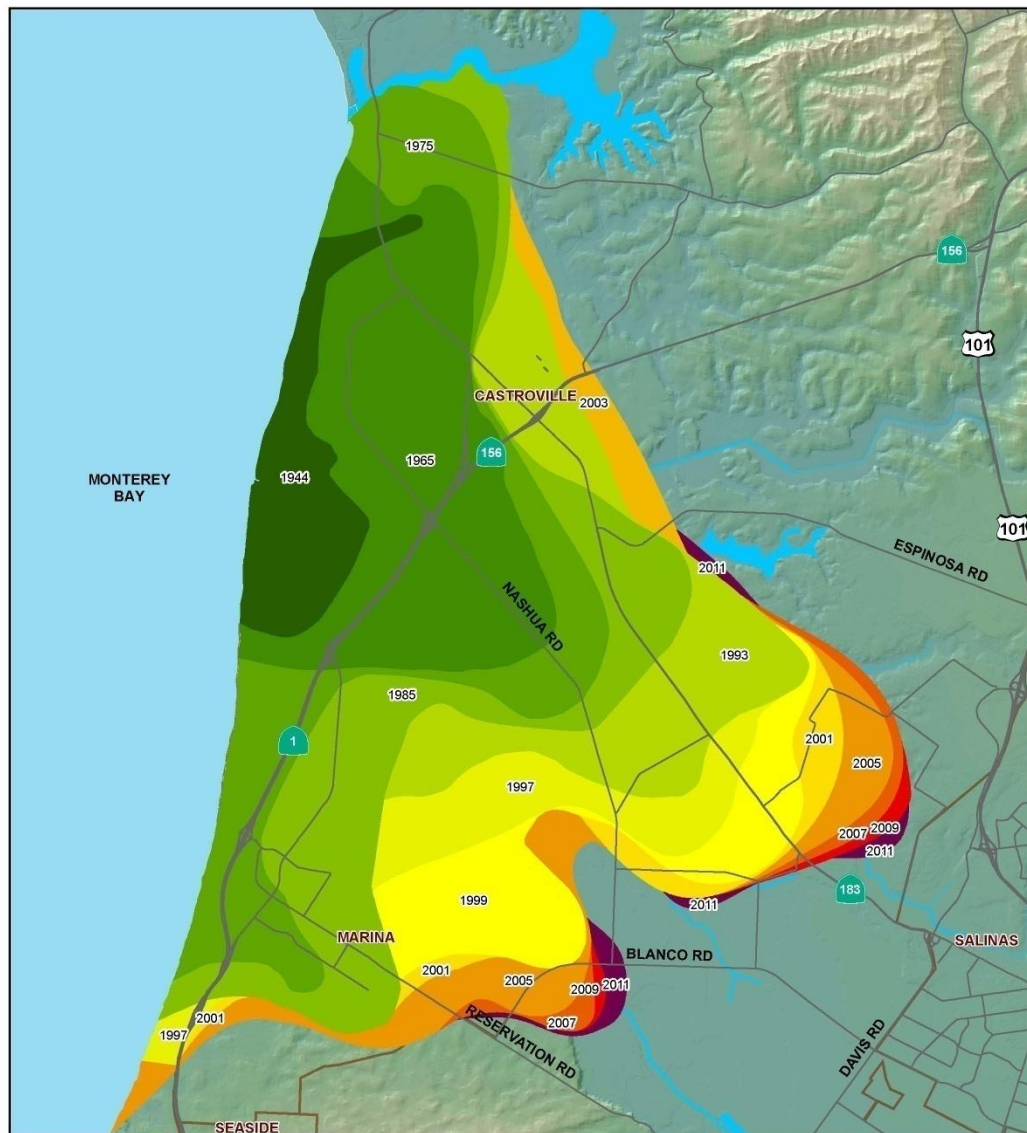 1975
156
101
CASTROVILLE
2003
156
1965
1944
MONTEREY
BAY
101
ESPINOSA RD
2011
NASHUA RD
1993
1985
1
2001
2005
1997
2007
2009
2011
183
1999
2011
MARINA
SALINAS
BLANCO RD
2001
2005
2009
2011
2001
1997
2007
RESERVATION RD
DAVIS RD
SEASIDE